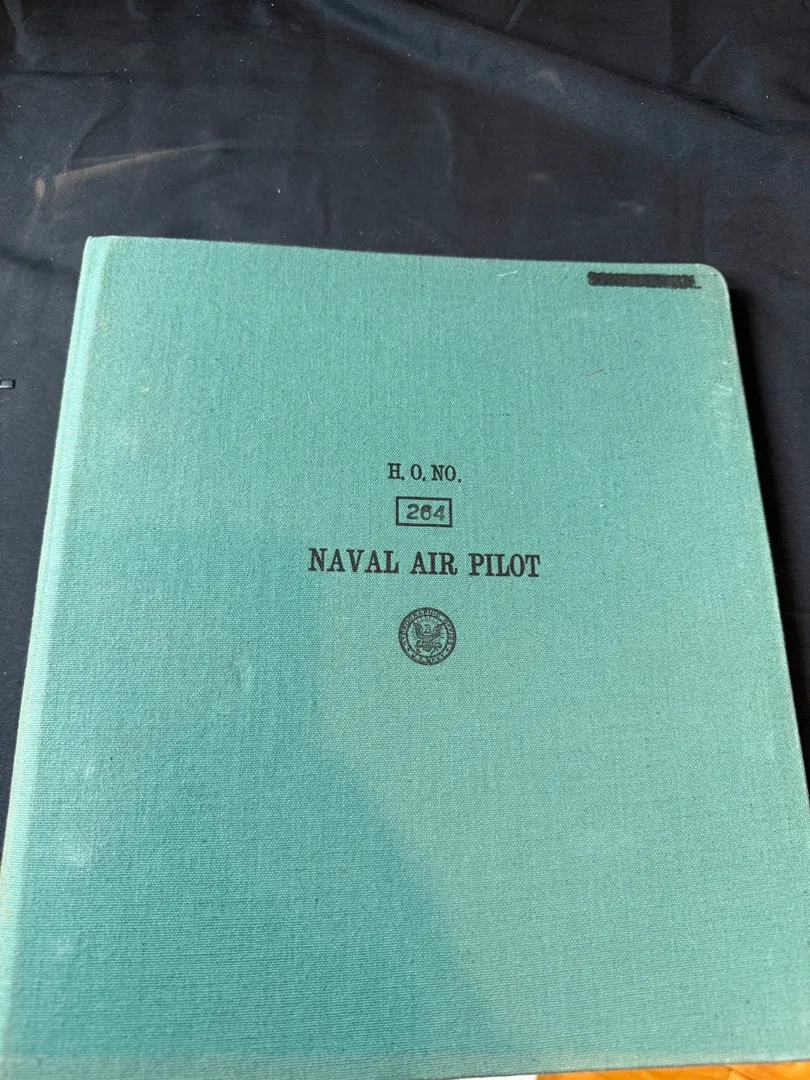 H. O. NO.
264
NAVAL AIR PILOT